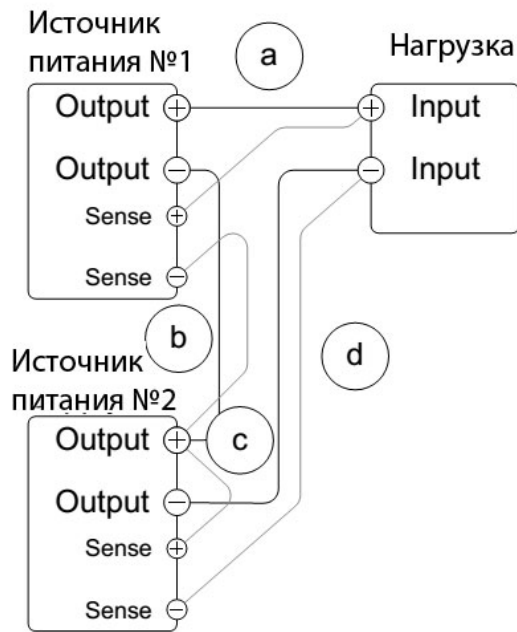 Источник
питания №1
a
Нагрузка
Output
Input
Output
Input
Sense
Sense
b
d
Источник
питания №2
Output
c
Output
Sense
Sense